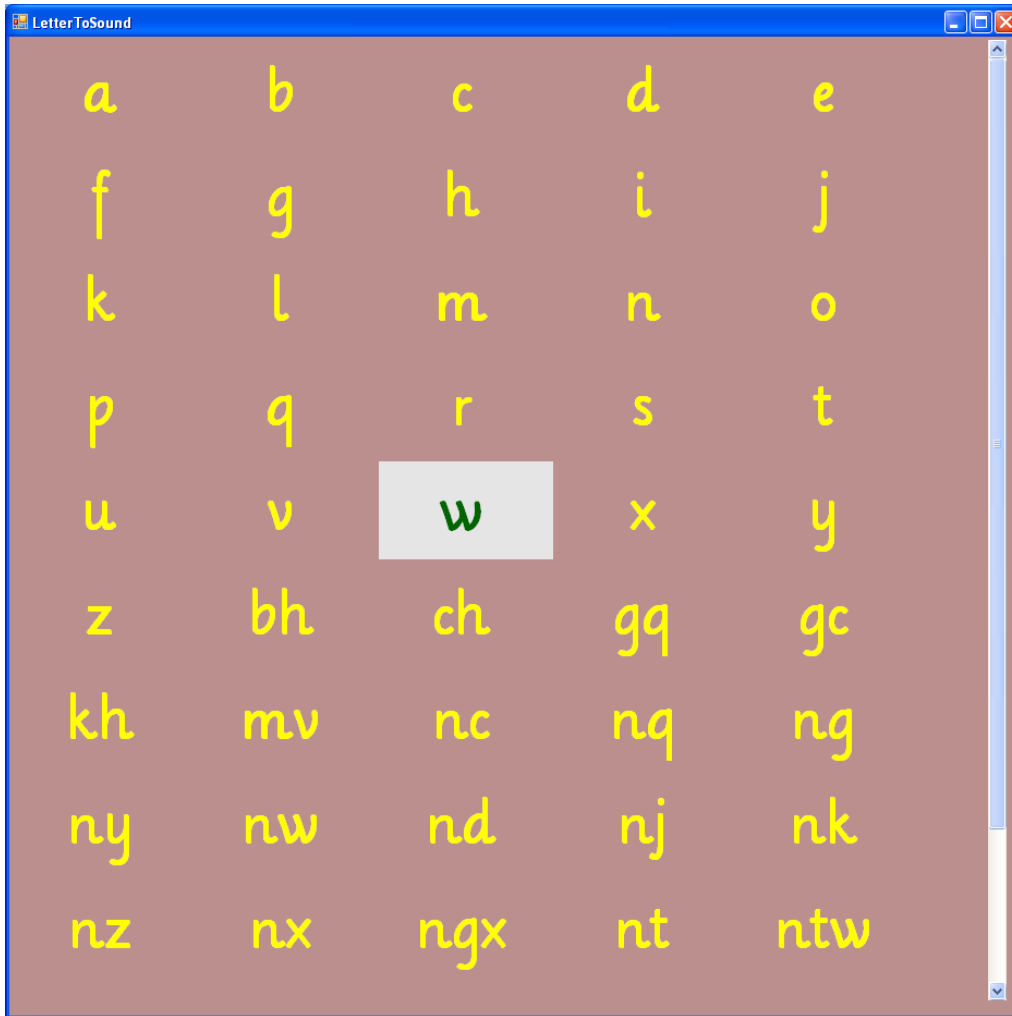 LetterToSound
a b c d e
f g h i j
k l m n o
p q r s t
u v w x y
z bh ch gq gc
kh mv nc nq ng
ny nw nd nj nk
nz nx ngx nt ntw